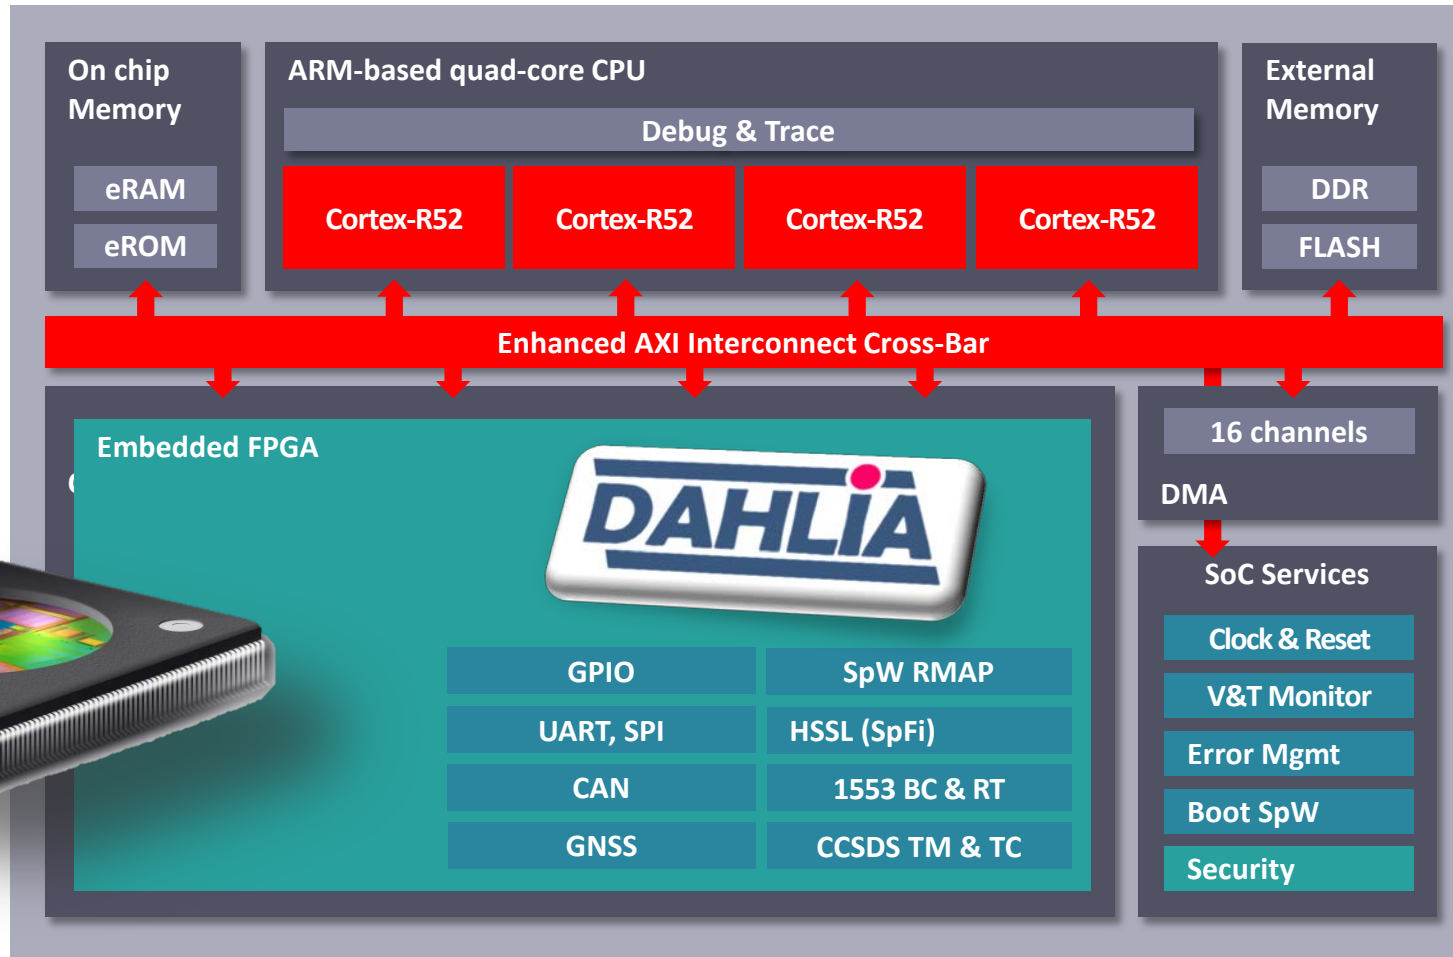 On chip
Memory
eRAM
eROM
ARM-based quad-core CPU
Debug & Trace
Cortex-R52
Cortex-R52
Cortex-R52
Cortex-R52
External
Memory
DDR
FLASH
Enhanced AXI Interconnect Cross-Bar
Embedded FPGA
DAHLiA
GPIO
SpW RMAP
UART, SPI
HSSL (SpFi)
CAN
1553 BC & RT
GNSS
CCSDS TM & TC
16 channels
DMA
SoC Services
Clock & Reset
V&T Monitor
Error Mgmt
Boot SpW
Security